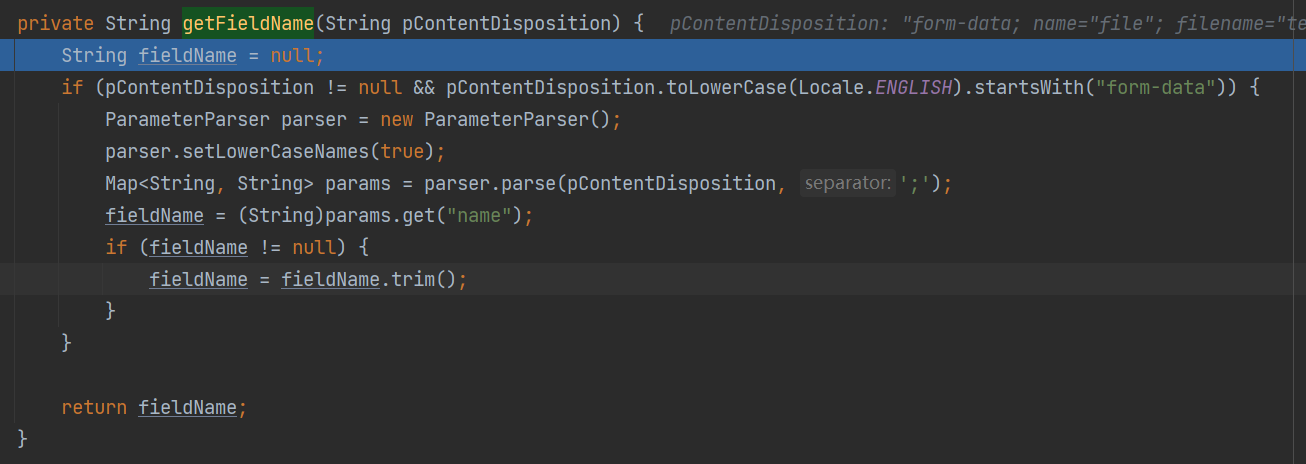 private String getFieldName(String pContentDisposition) {  pContentDisposition: "form-data; name="file"; filename="te
    String fieldName = null;
    if (pContentDisposition != null && pContentDisposition.toLowerCase(Locale.ENGLISH).startsWith("form-data")) {
        ParameterParser parser = new ParameterParser();
        parser.setLowerCaseNames(true);
        Map<String, String> params = parser.parse(pContentDisposition, separator: ';');
        fieldName = (String)params.get("name");
        if (fieldName != null) {
            fieldName = fieldName.trim();
        }
    }
    return fieldName;
}